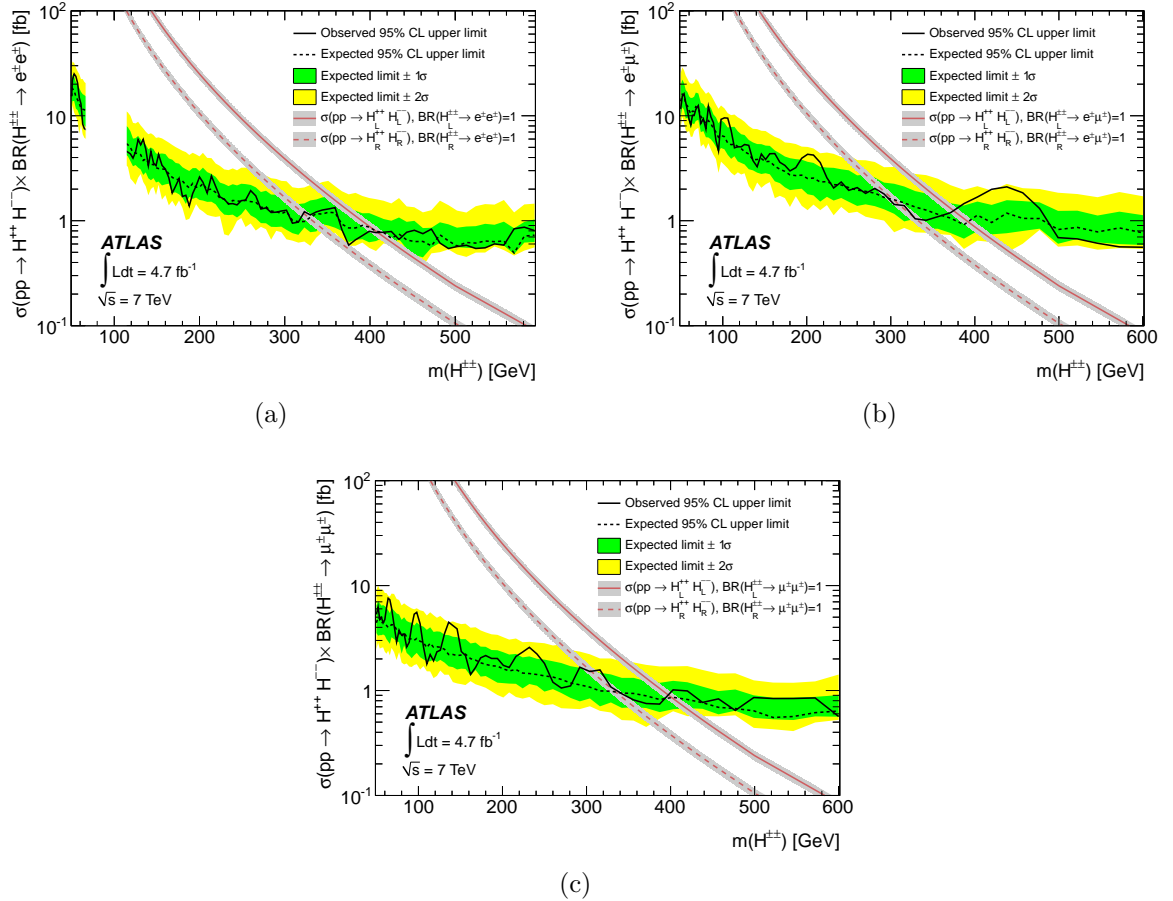 σ(pp → H⁺⁺ H⁻⁻)× BR(H^±± → e^±e^±) [fb]
10²
10
1
10⁻¹
Observed 95% CL upper limit
Expected 95% CL upper limit
Expected limit ± 1σ
Expected limit ± 2σ
σ(pp → H_L⁺⁺ H_L⁻⁻), BR(H_L^±± → e^±e^±)=1
σ(pp → H_R⁺⁺ H_R⁻⁻), BR(H_R^±± → e^±e^±)=1
ATLAS
∫Ldt = 4.7 fb⁻¹
√s = 7 TeV
100 200 300 400 500
m(H^±±) [GeV]
(a)
σ(pp → H⁺⁺ H⁻⁻)× BR(H^±± → e^±μ^±) [fb]
10²
10
1
10⁻¹
Observed 95% CL upper limit
Expected 95% CL upper limit
Expected limit ± 1σ
Expected limit ± 2σ
σ(pp → H_L⁺⁺ H_L⁻⁻), BR(H_L^±± → e^±μ^±)=1
σ(pp → H_R⁺⁺ H_R⁻⁻), BR(H_R^±± → e^±μ^±)=1
ATLAS
∫Ldt = 4.7 fb⁻¹
√s = 7 TeV
100 200 300 400 500 600
m(H^±±) [GeV]
(b)
σ(pp → H⁺⁺ H⁻⁻)× BR(H^±± → μ^±μ^±) [fb]
10²
10
1
10⁻¹
Observed 95% CL upper limit
Expected 95% CL upper limit
Expected limit ± 1σ
Expected limit ± 2σ
σ(pp → H_L⁺⁺ H_L⁻⁻), BR(H_L^±± → μ^±μ^±)=1
σ(pp → H_R⁺⁺ H_R⁻⁻), BR(H_R^±± → μ^±μ^±)=1
ATLAS
∫Ldt = 4.7 fb⁻¹
√s = 7 TeV
100 200 300 400 500 600
m(H^±±) [GeV]
(c)